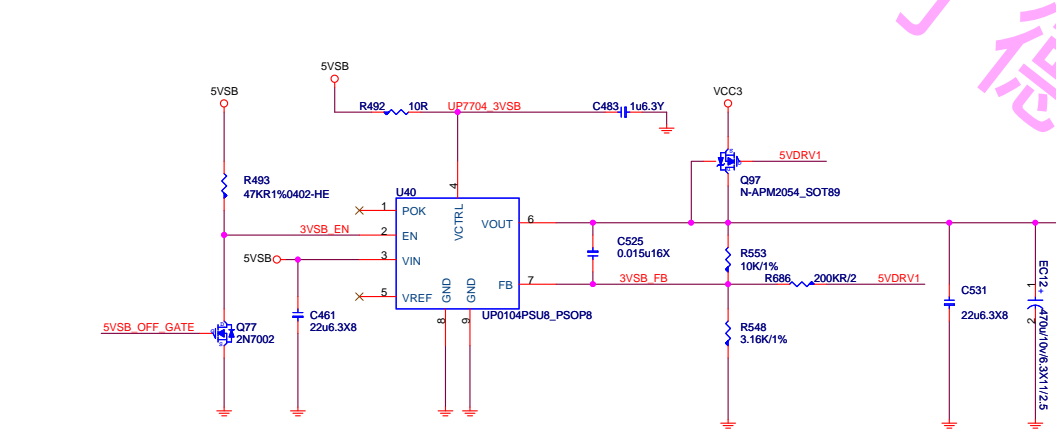 5VSB
5VSB
R492
10R
UP7704_3VSB
C483
1u6.3Y
VCC3
R493
47KR1%0402-HE
U40
4
5VDRV1
Q97
N-APM2054_SOT89
1
POK
VCTRL
VOUT
6
3VSB_EN
2
EN
5VSB
3
VIN
C525
0.015u16X
R553
10K/1%
FB
7
3VSB_FB
R686
200KR/2
5VDRV1
5
VREF
GND
GND
8
9
UP0104PSU8_PSOP8
C461
22u6.3X8
5VSB_OFF_GATE
Q77
2N7002
R548
3.16K/1%
C531
22u6.3X8
EC12
+
1
2
470u/10v/6.3X11/2.5
德